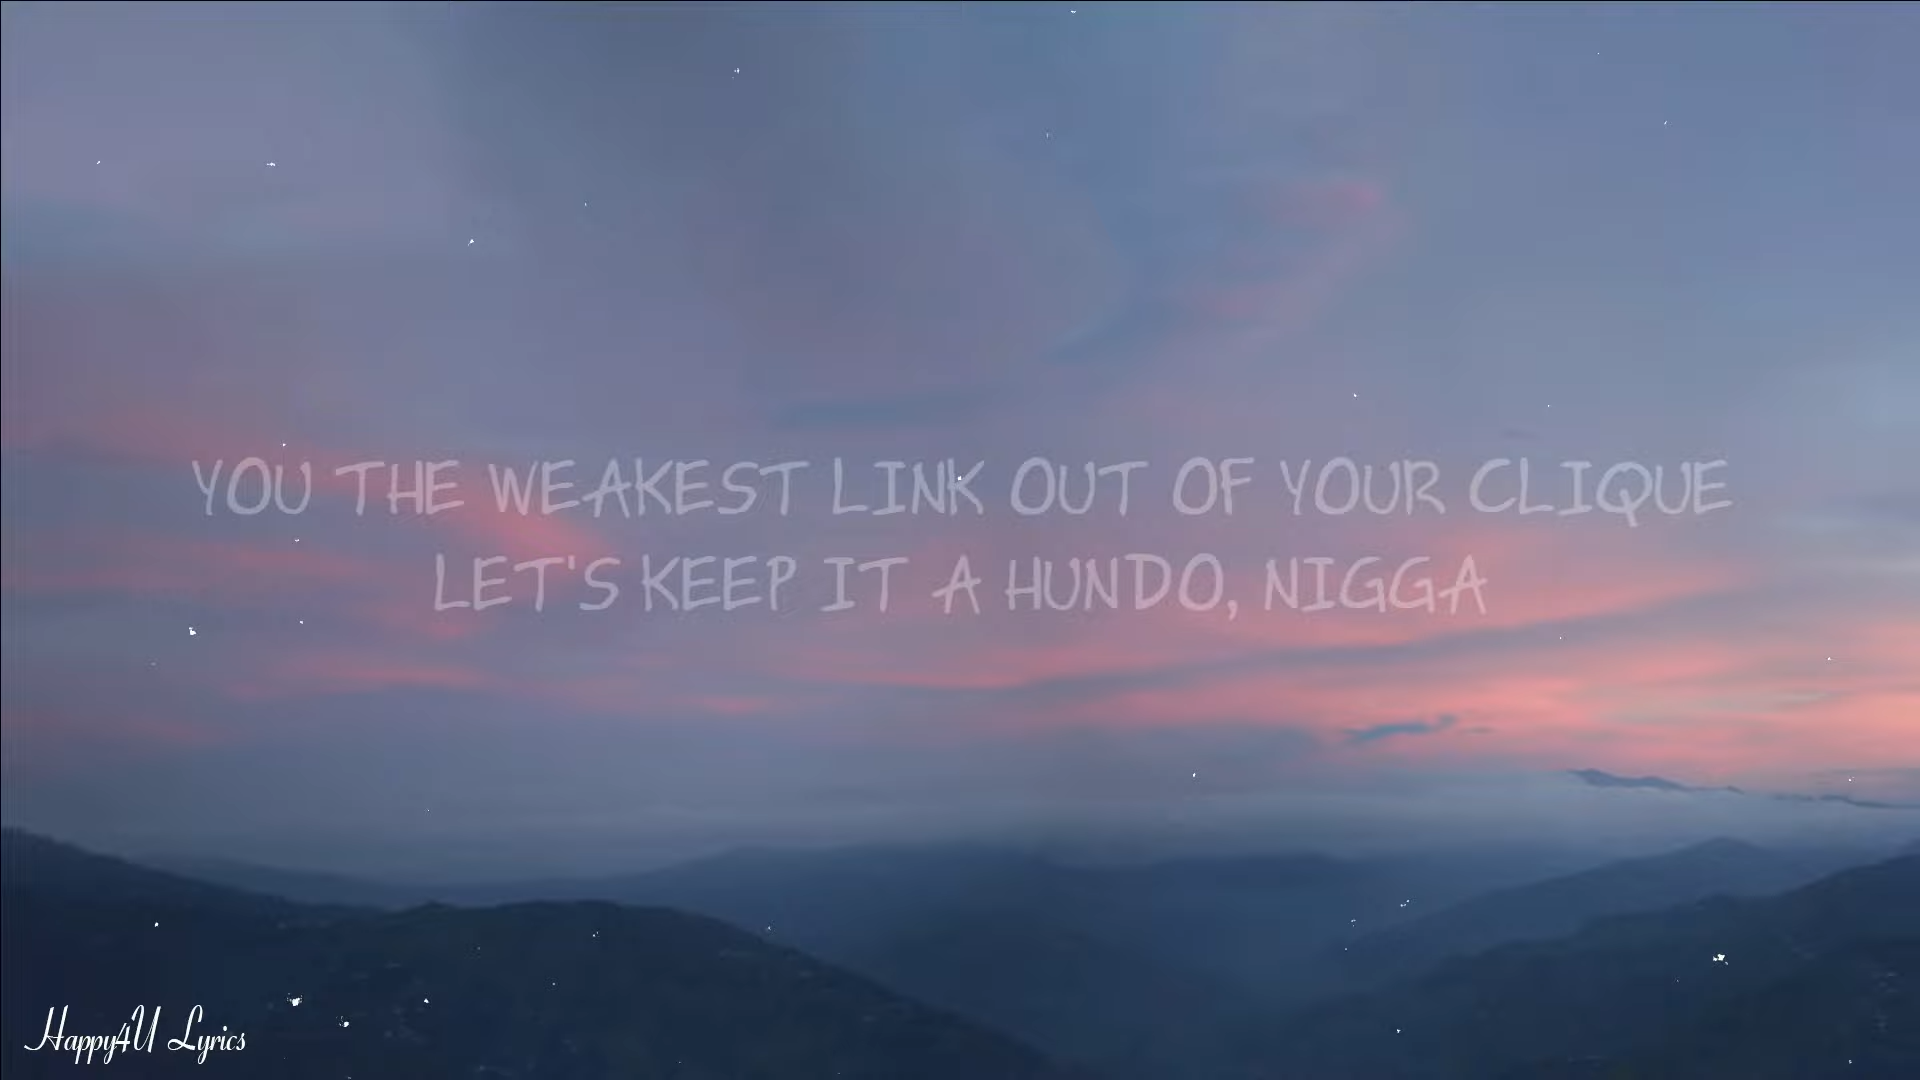 YOU THE WEAKEST LINK OUT OF YOUR CLIQUE
LET'S KEEP IT A HUNDO, NIGGA
Happy4U Lyrics